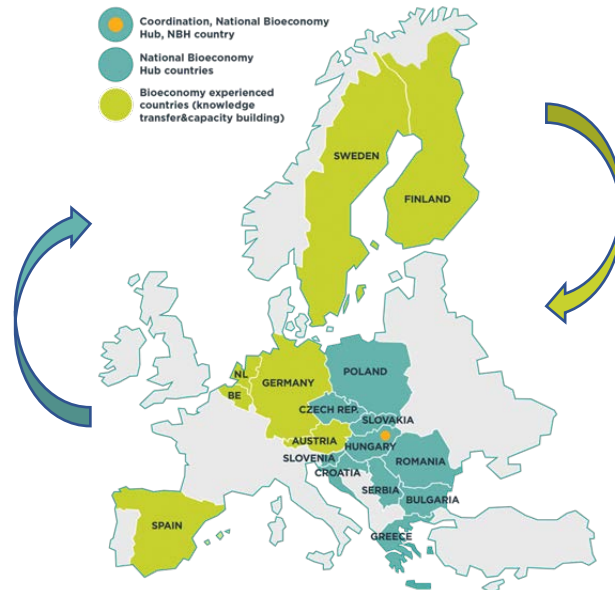 Coordination, National Bioeconomy
Hub, NBH country
National Bioeconomy
Hub countries
Bioeconomy experienced
countries (knowledge
transfer&capacity building)
SWEDEN
FINLAND
NL
BE
GERMANY
POLAND
CZECH REP.
SLOVAKIA
AUSTRIA
HUNGARY
SLOVENIA
CROATIA
ROMANIA
SERBIA
BULGARIA
SPAIN
GREECE